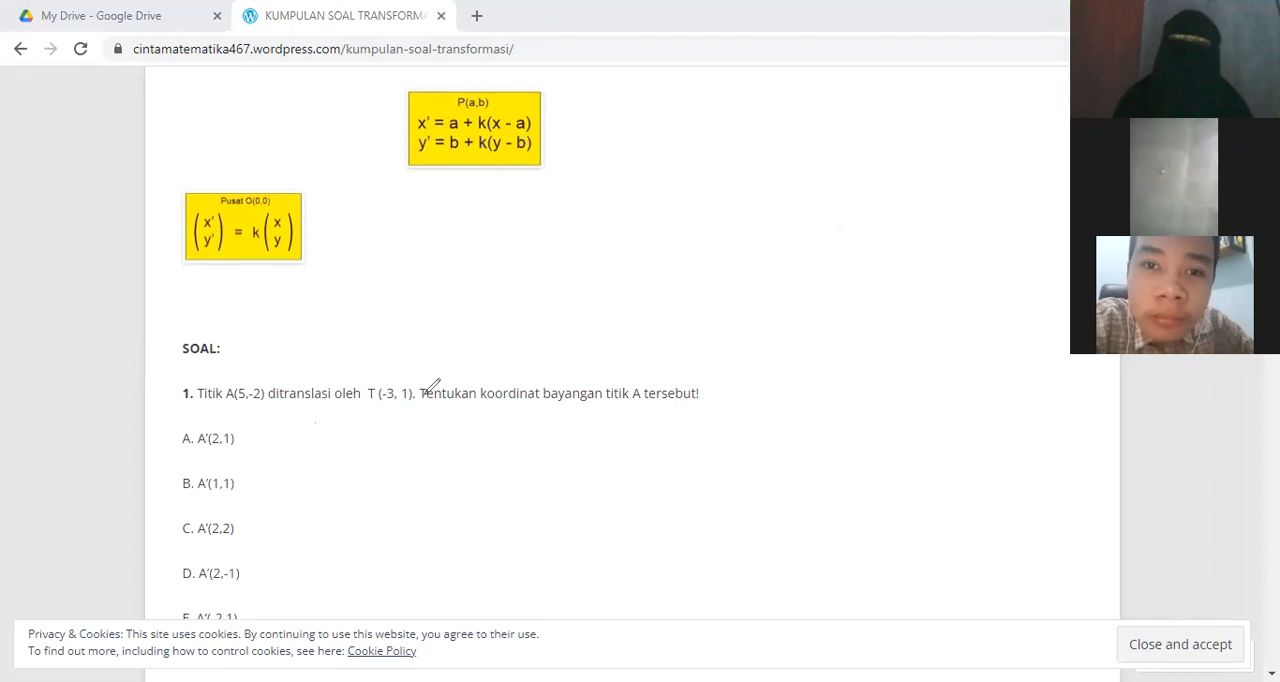 My Drive - Google Drive
KUMPULAN SOAL TRANSFORMA
cintamatematika467.wordpress.com/kumpulan-soal-transformasi/
P(a,b)
x' = a + k(x - a)
y' = b + k(y - b)
Pusat O(0,0)
(x' y') = k (x y)
SOAL:
1. Titik A(5,-2) ditranslasi oleh T (-3, 1). Tentukan koordinat bayangan titik A tersebut!
A. A’(2,1)
B. A’(1,1)
C. A’(2,2)
D. A’(2,-1)
E. A’(-2,1)
Privacy & Cookies: This site uses cookies. By continuing to use this website, you agree to their use.
To find out more, including how to control cookies, see here: Cookie Policy
Close and accept